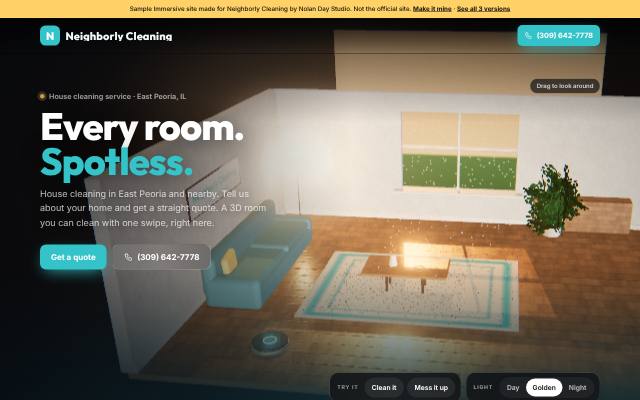 Sample Immersive site made for Neighborly Cleaning by Nolan Day Studio. Not the official site. Make it mine · See all 3 versions
N Neighborly Cleaning
(309) 642-7778
Drag to look around
House cleaning service · East Peoria, IL
Every room.
Spotless.
House cleaning in East Peoria and nearby. Tell us
about your home and get a straight quote. A 3D room
you can clean with one swipe, right here.
Get a quote
(309) 642-7778
TRY IT Clean it Mess it up
LIGHT Day Golden Night